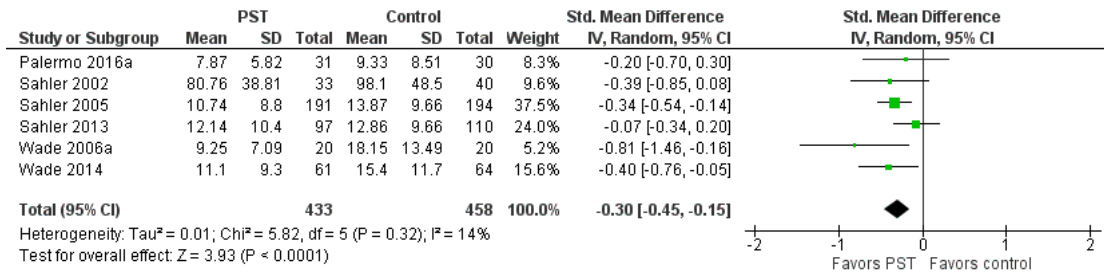 PST Control Std. Mean Difference Std. Mean Difference
Study or Subgroup Mean SD Total Mean SD Total Weight IV, Random, 95% CI IV, Random, 95% CI
Palermo 2016a 7.87 5.82 31 9.33 8.51 30 8.3% -0.20 [-0.70, 0.30]
Sahler 2002 80.76 38.81 33 98.1 48.5 40 9.6% -0.39 [-0.85, 0.08]
Sahler 2005 10.74 8.8 191 13.87 9.66 194 37.5% -0.34 [-0.54, -0.14]
Sahler 2013 12.14 10.4 97 12.86 9.66 110 24.0% -0.07 [-0.34, 0.20]
Wade 2006a 9.25 7.09 20 18.15 13.49 20 5.2% -0.81 [-1.46, -0.16]
Wade 2014 11.1 9.3 61 15.4 11.7 64 15.6% -0.40 [-0.76, -0.05]
Total (95% CI) 433 458 100.0% -0.30 [-0.45, -0.15]
Heterogeneity: Tau² = 0.01; Chi² = 5.82, df = 5 (P = 0.32); I² = 14%
Test for overall effect: Z = 3.93 (P < 0.0001)
-2 -1 0 1 2
Favors PST Favors control